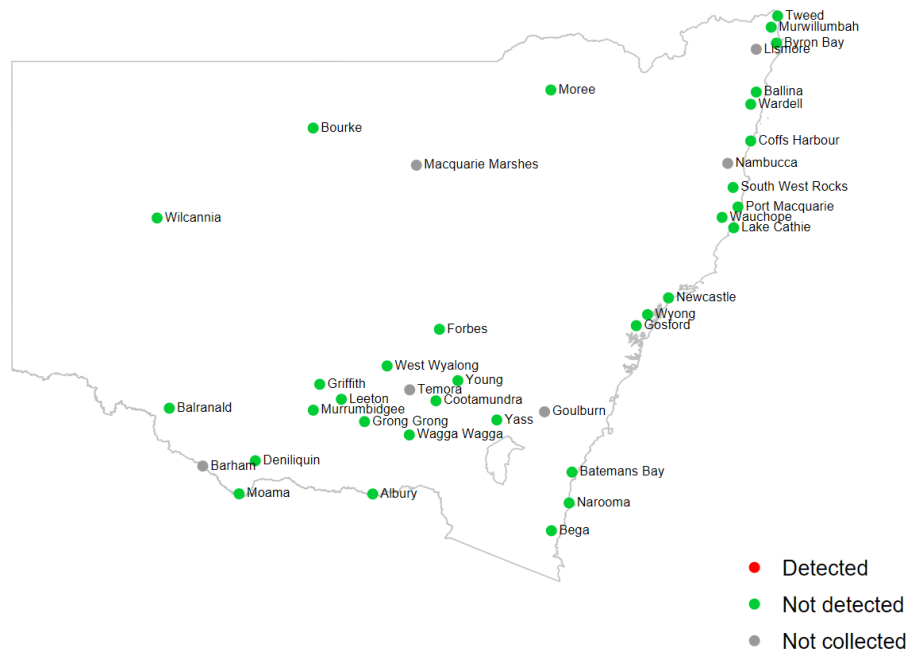 Tweed
Murwillumbah
Byron Bay
Lismore
Moree
Ballina
Wardell
Bourke
Coffs Harbour
Macquarie Marshes
Nambucca
South West Rocks
Port Macquarie
Wilcannia
Wauchope
Lake Cathie
Newcastle
Wyong
Gosford
Forbes
West Wyalong
Young
Griffith
Temora
Leeton
Cootamundra
Balranald
Murrumbidgee
Goulburn
Grong Grong
Yass
Wagga Wagga
Deniliquin
Barham
Batemans Bay
Moama
Albury
Narooma
Bega
Detected
Not detected
Not collected